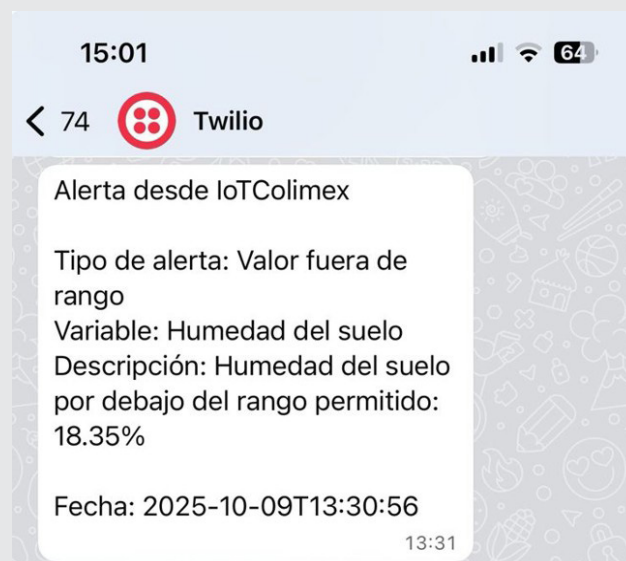 15:01
64
74
Twilio
Alerta desde IoTColimex
Tipo de alerta: Valor fuera de
rango
Variable: Humedad del suelo
Descripción: Humedad del suelo
por debajo del rango permitido:
18.35%
Fecha: 2025-10-09T13:30:56
13:31